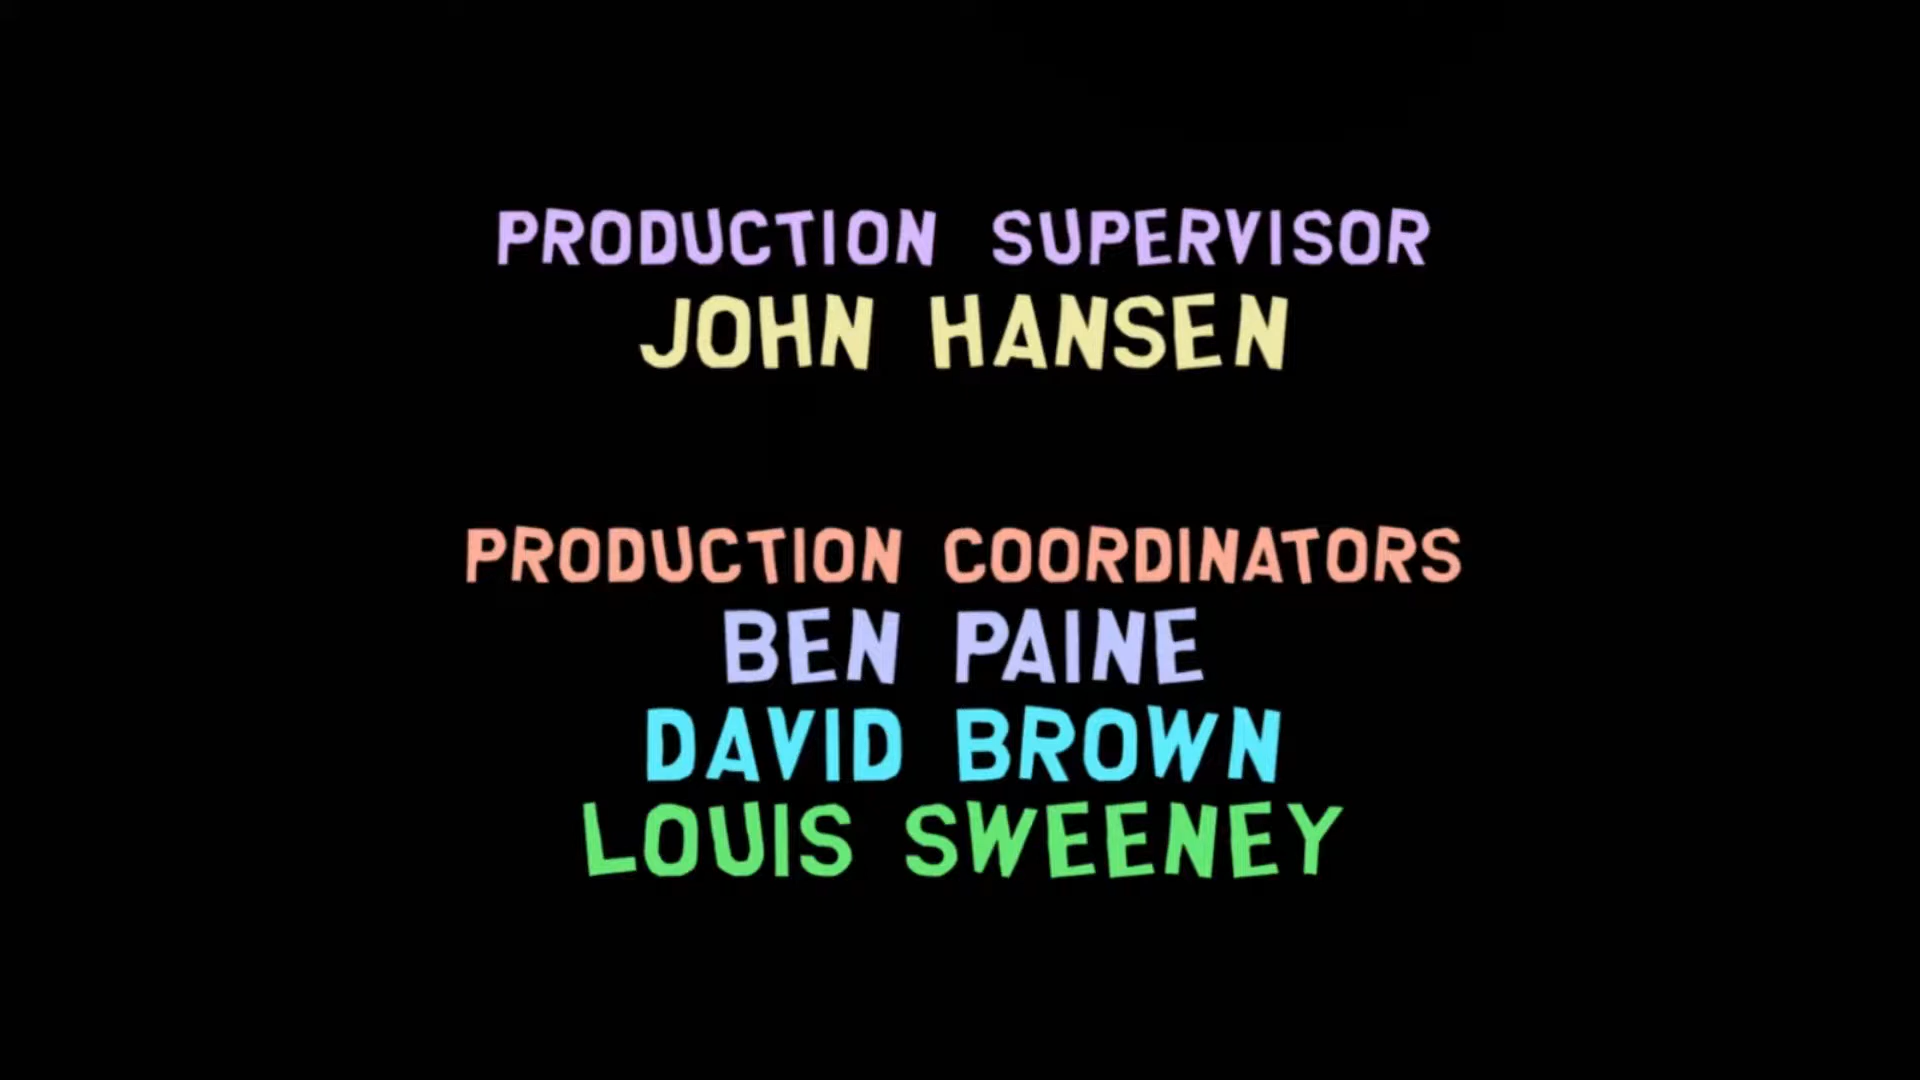 PRODUCTION SUPERVISOR
JOHN HANSEN
PRODUCTION COORDINATORS
BEN PAINE
DAVID BROWN
LOUIS SWEENEY